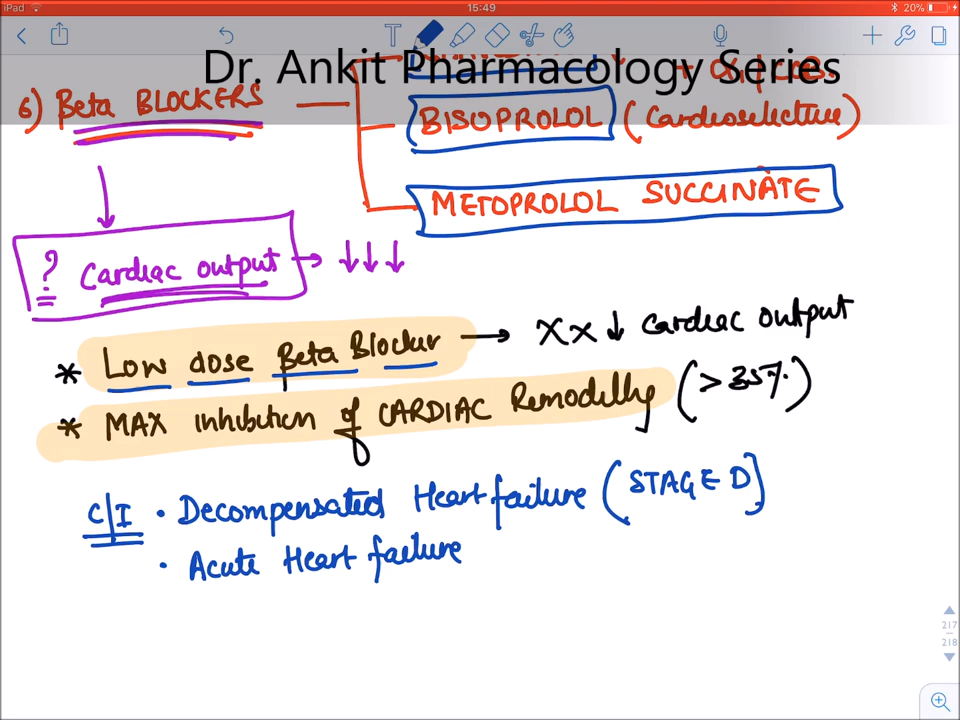 iPad 15:49 20%
Dr. Ankit Pharmacology Series
6) Beta BLOCKERS
BISOPROLOL (Cardioselective)
METOPROLOL SUCCINATE
? Cardiac output → ↓↓↓
* Low dose Beta Blocker → XX ↓ Cardiac output
* MAX Inhibition of CARDIAC Remodelling (>35%)
C/I • Decompensated Heart failure (STAGE D)
• Acute Heart failure
217
218